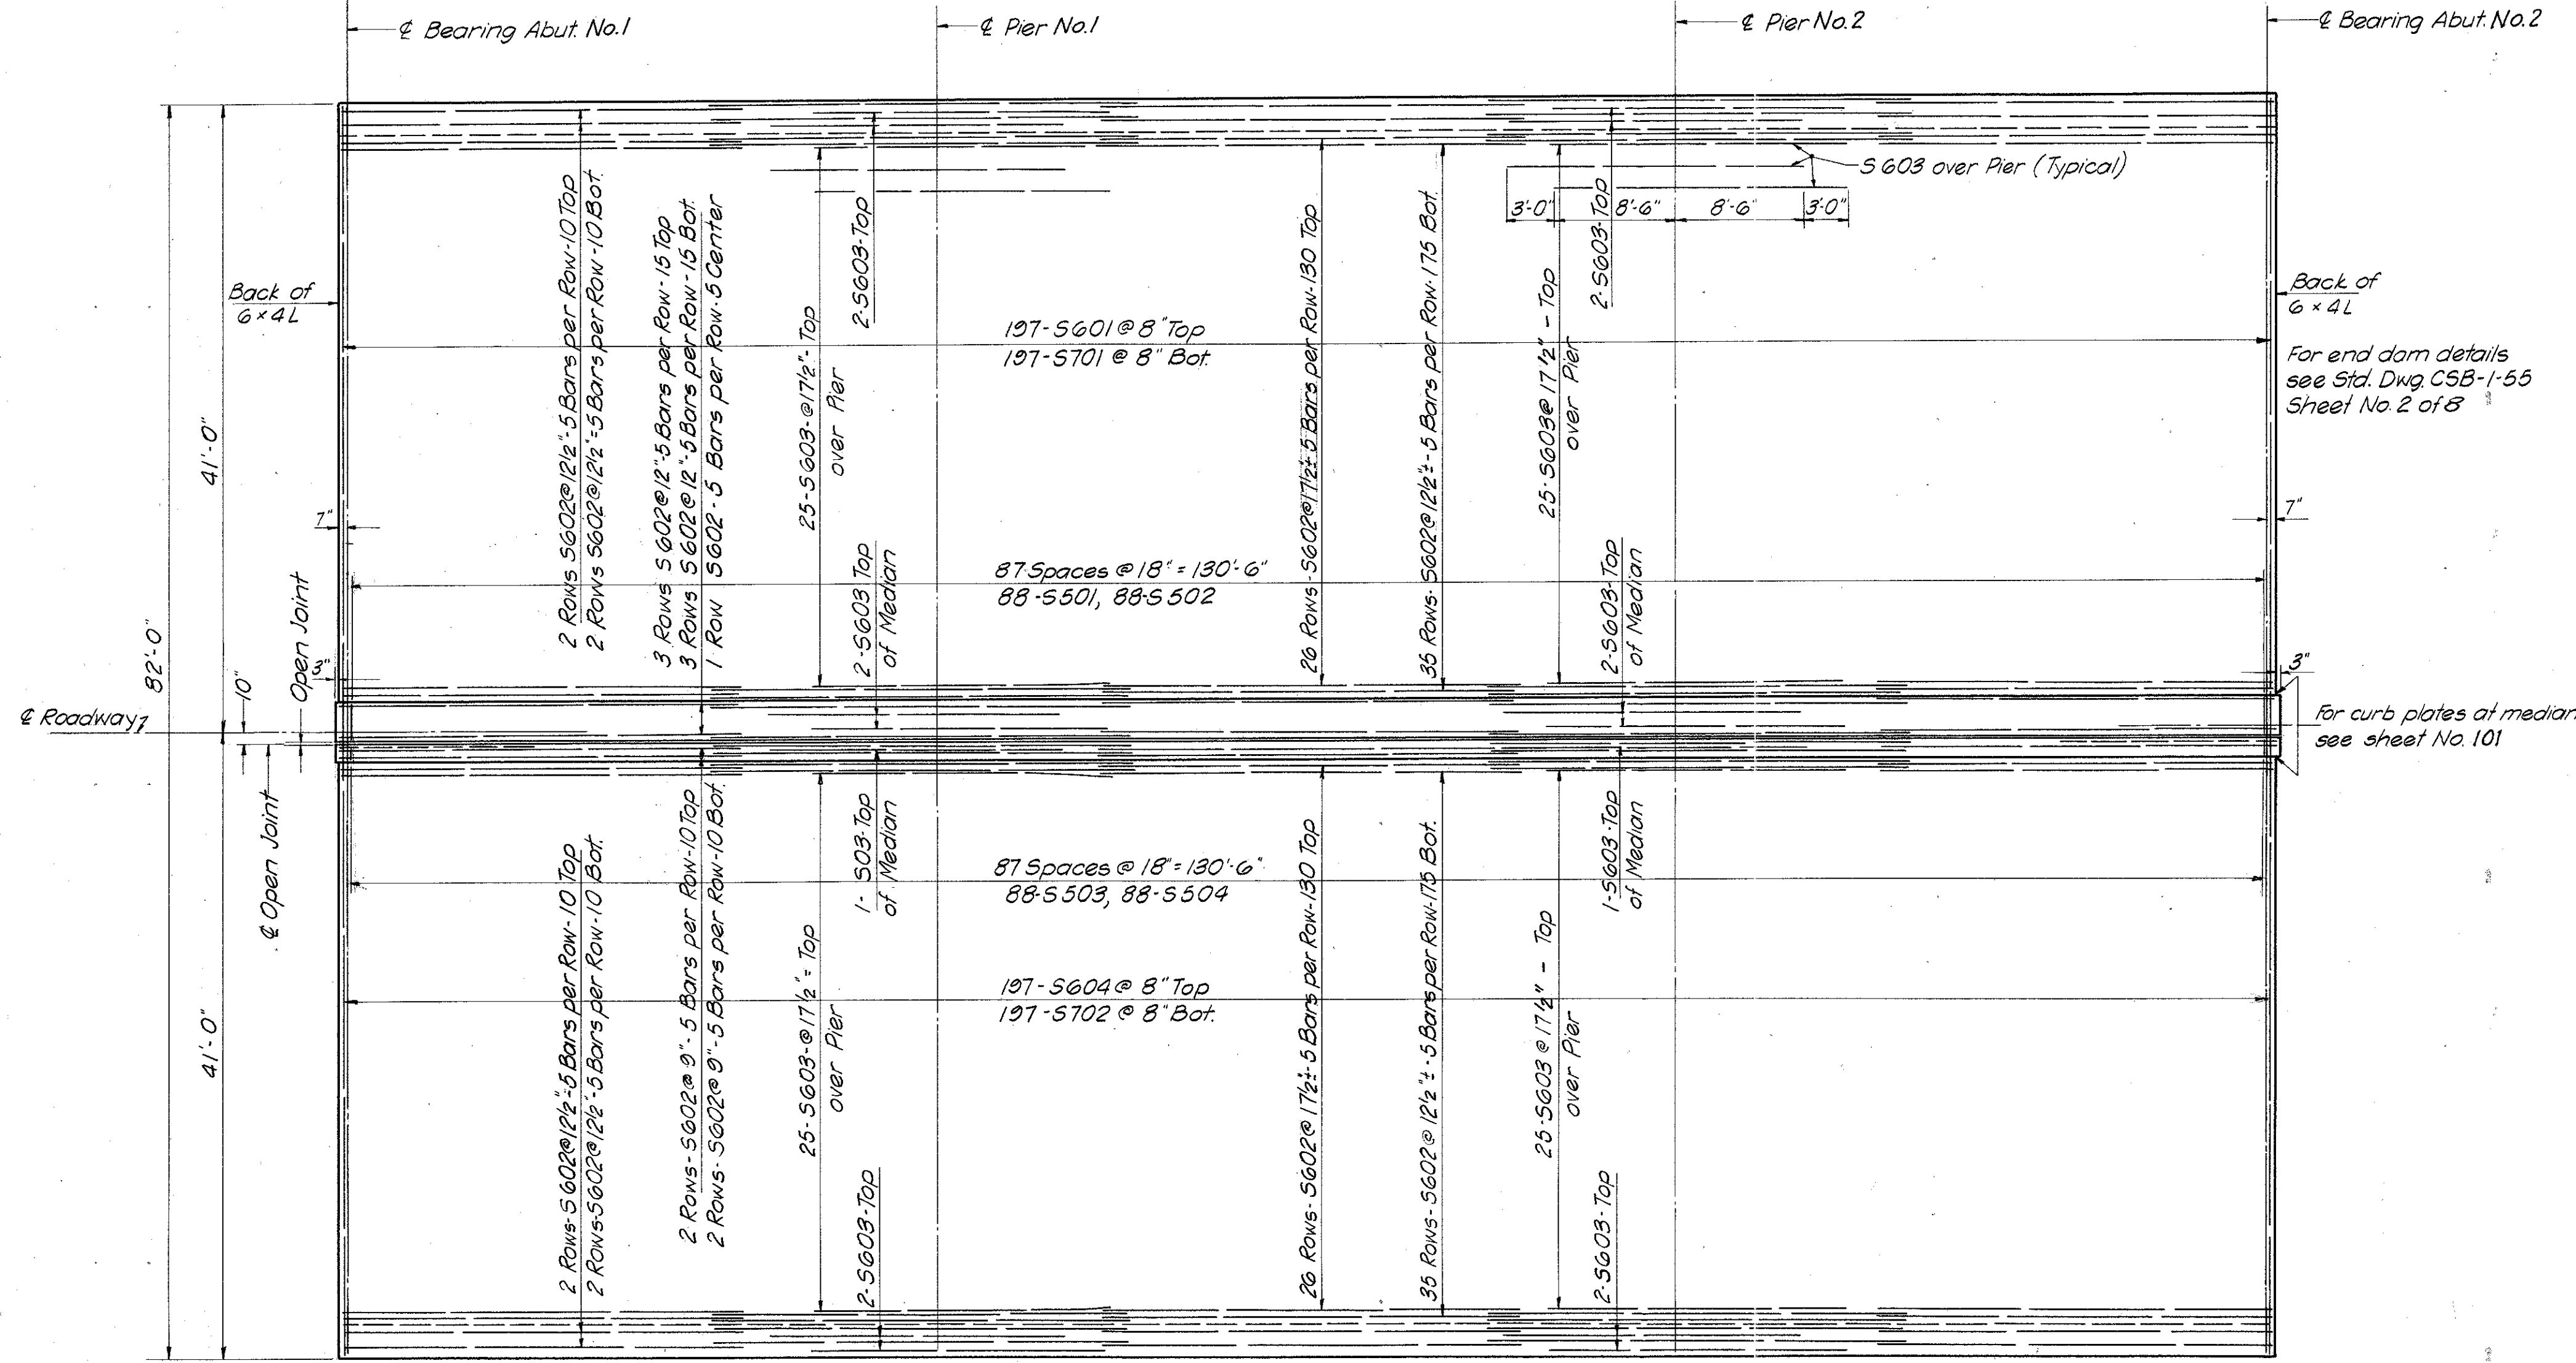 ℄ Bearing Abut. No.1
℄ Pier No.1
℄ Pier No.2
℄ Bearing Abut. No.2
S603 over Pier (Typical)
3'-0"
8'-6"
8'-6"
3'-0"
2 Rows S602@12½"-5 Bars per Row-10 Top
2 Rows S602@12½"-5 Bars per Row-10 Bot.
3 Rows S602@12"-5 Bars per Row-15 Top
3 Rows S602@12"-5 Bars per Row-15 Bot.
1 Row S602-5 Bars per Row-5 Center
25-S603-@17½"-Top
over Pier
2-S603-Top
2-S603 Top
of Median
197-S601@8" Top
197-S701@8" Bot.
87 Spaces @ 18" = 130'-6"
88-S501, 88-S502
26 Rows-S602@17½"±-5 Bars per Row-130 Top
35 Rows-S602@12½"±-5 Bars per Row-175 Bot.
25-S603@17½"-Top
over Pier
2-S603-Top
2-S603-Top
of Median
Back of
6×4L
Back of
6×4L
For end dam details
see Std. Dwg. CSB-1-55
Sheet No. 2 of 8
7"
7"
3"
3"
41'-0"
82'-0"
10"
Open Joint
℄ Roadway
For curb plates at median
see sheet No. 101
℄ Open Joint
41'-0"
2 Rows-S602@12½"-5 Bars per Row-10 Top
2 Rows-S602@12½"-5 Bars per Row-10 Bot.
2 Rows-S602@9"-5 Bars per Row-10 Top
2 Rows-S602@9"-5 Bars per Row-10 Bot.
25-S603-@17½"-Top
over Pier
1-S03-Top
of Median
2-S603-Top
87 Spaces @ 18" = 130'-6"
88-S503, 88-S504
197-S604@8" Top
197-S702@8" Bot.
26 Rows-S602@17½"±-5 Bars per Row-130 Top
35 Rows-S602@12½"±-5 Bars per Row-175 Bot.
25-S603@17½"-Top
over Pier
1-S603-Top
of Median
2-S603-Top